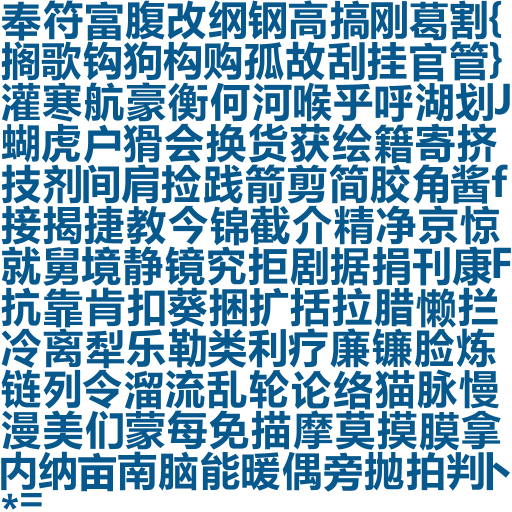 奉符富腹改纲钢高搞刚葛割{
搁歌钩狗构购孤故刮挂官管}
灌寒航豪衡何河喉乎呼湖划J
蝴虎户猾会换货获绘籍寄挤
技剂间肩捡践箭剪简胶角酱f
接揭捷教今锦截介精净京惊
就舅境静镜究拒剧据捐刊康F
抗靠肯扣葵捆扩括拉腊懒拦
冷离犁乐勒类利疗廉镰脸炼
链列令溜流乱轮论络猫脉慢
漫美们蒙每免描摩莫摸膜拿
内纳亩南脑能暖偶旁抛拍判卜
*=